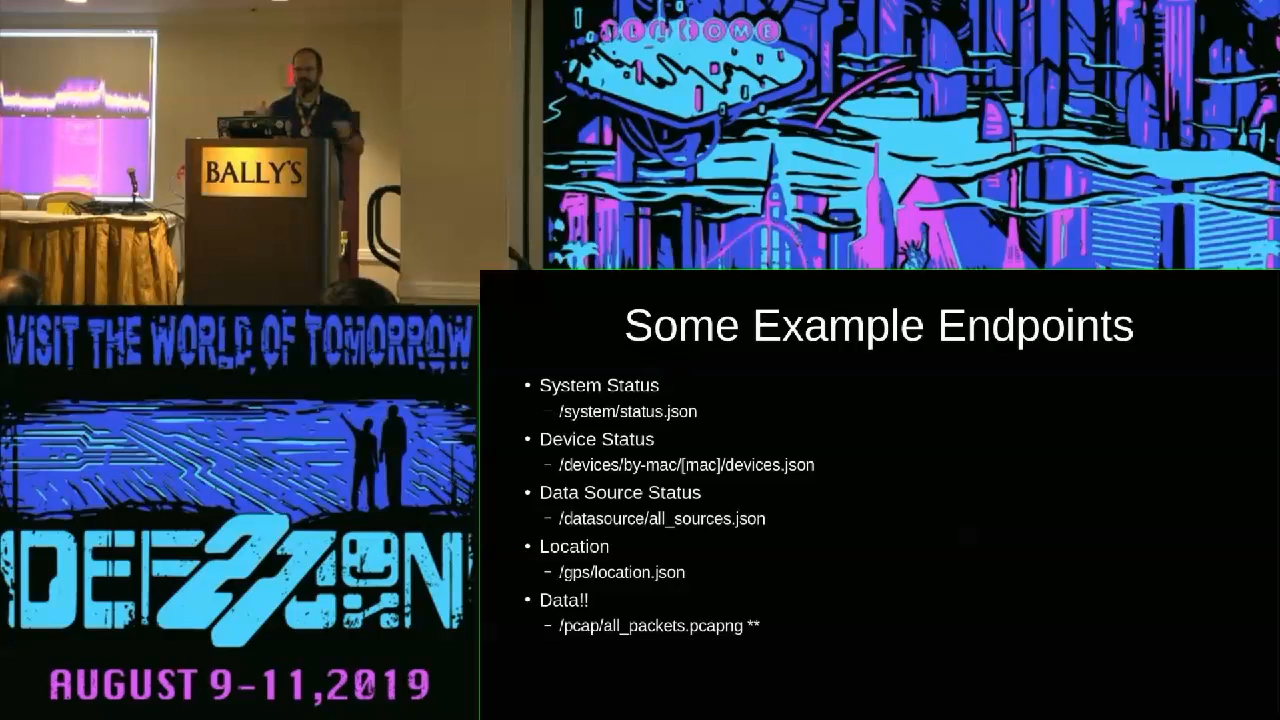 WELCOME
BALLY'S
VISIT THE WORLD OF TOMORROW
DEF CON
27
AUGUST 9-11,2019
Some Example Endpoints
• System Status
– /system/status.json
• Device Status
– /devices/by-mac/[mac]/devices.json
• Data Source Status
– /datasource/all_sources.json
• Location
– /gps/location.json
• Data!!
– /pcap/all_packets.pcapng **